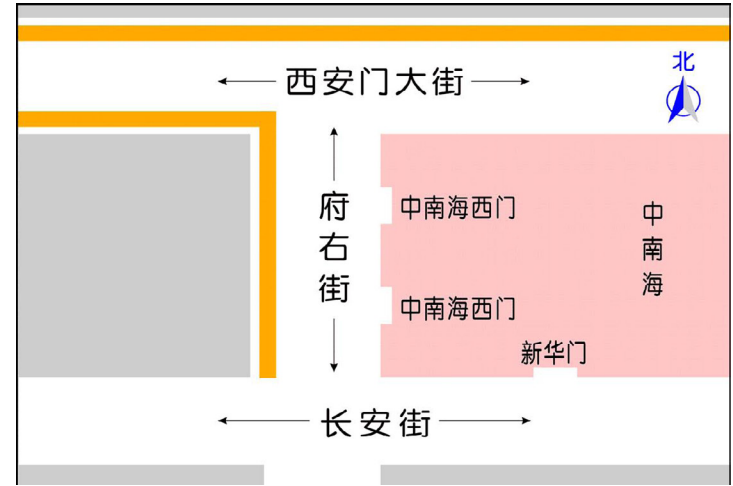 北
西安门大街
府右街
中南海西门
中南海
中南海西门
新华门
长安街